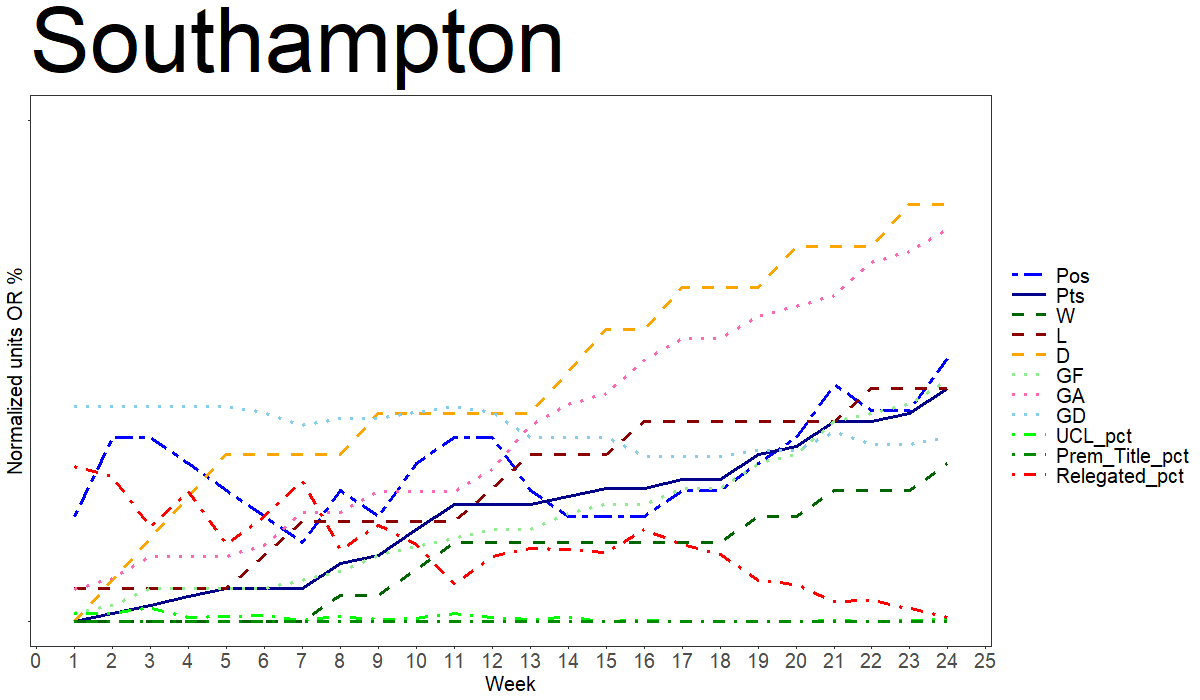 Southampton
Normalized units OR %
Pos
Pts
W
L
D
GF
GA
GD
UCL_pct
Prem_Title_pct
Relegated_pct
0 1 2 3 4 5 6 7 8 9 10 11 12 13 14 15 16 17 18 19 20 21 22 23 24 25
Week